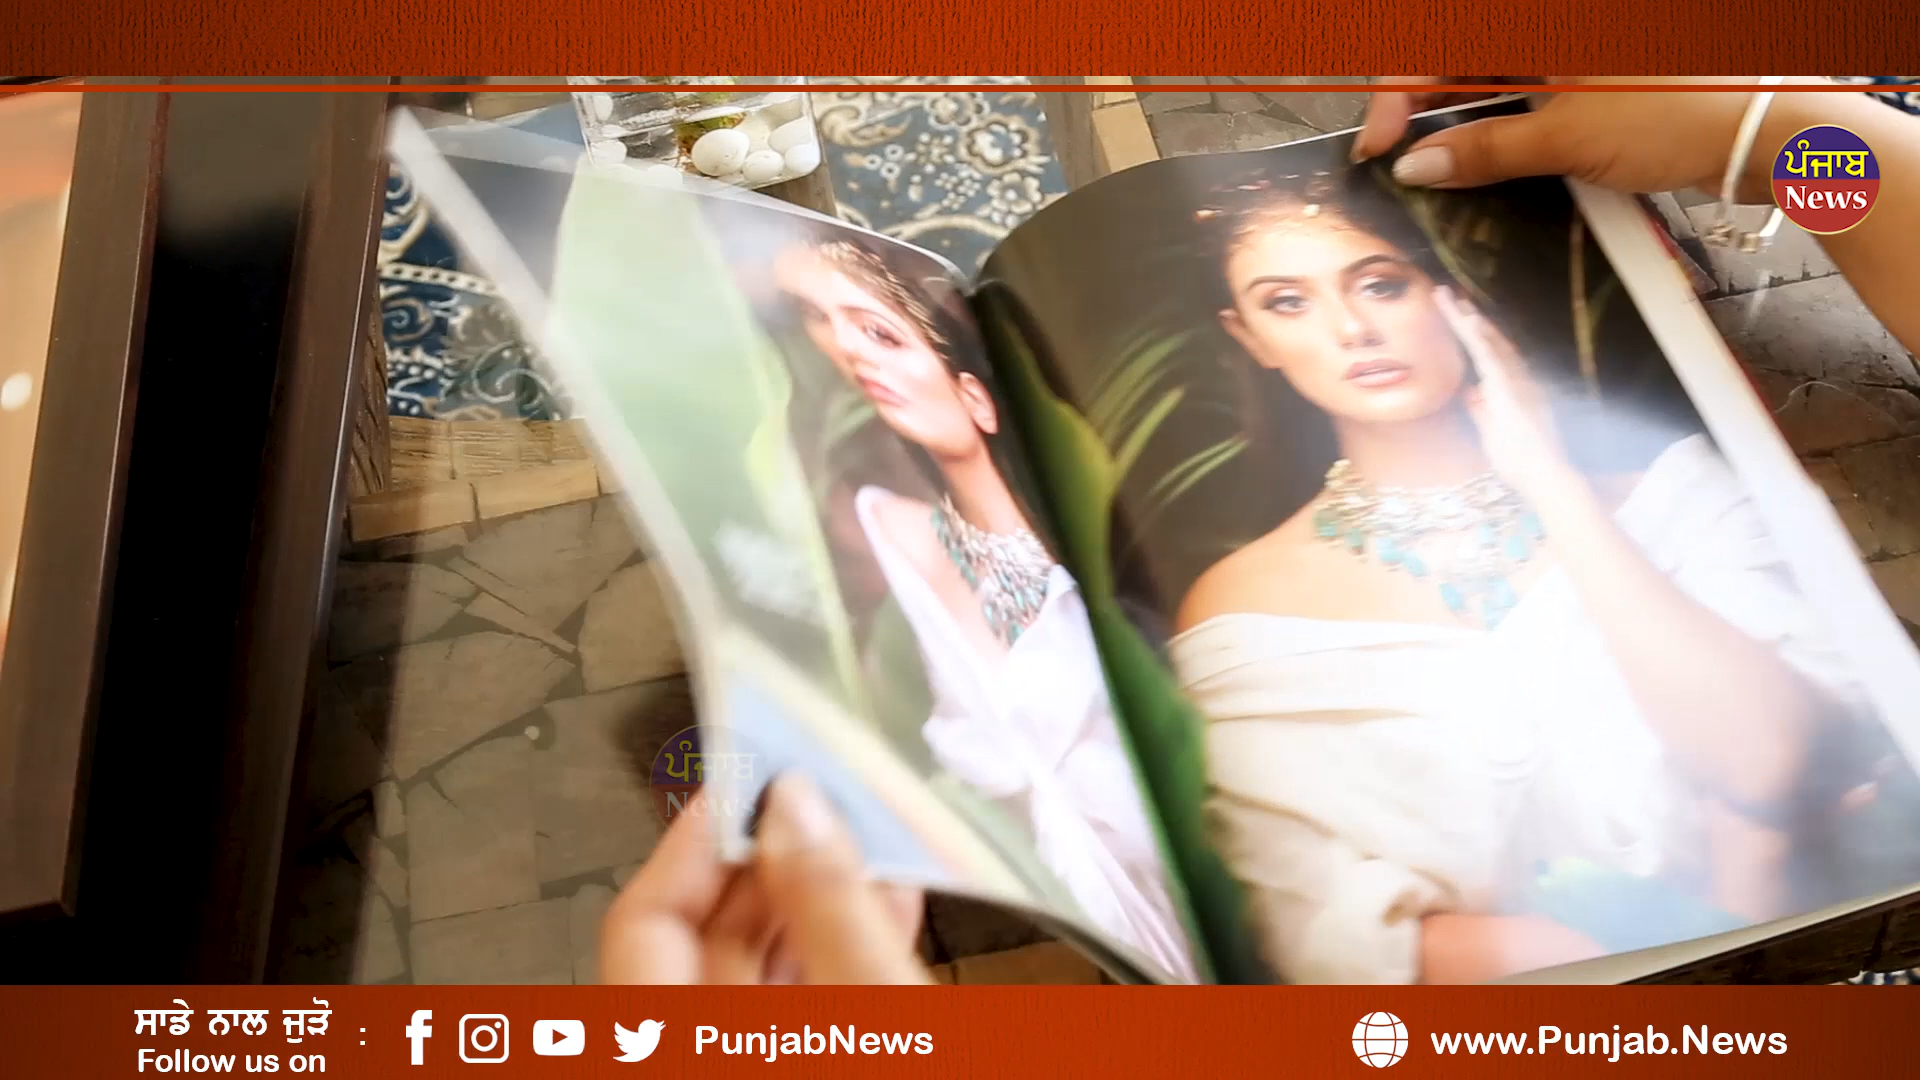 ਪੰਜਾਬ
News
ਪੰਜਾਬ
News
ਸਾਡੇ ਨਾਲ ਜੁੜੋ :
Follow us on
PunjabNews
www.Punjab.News